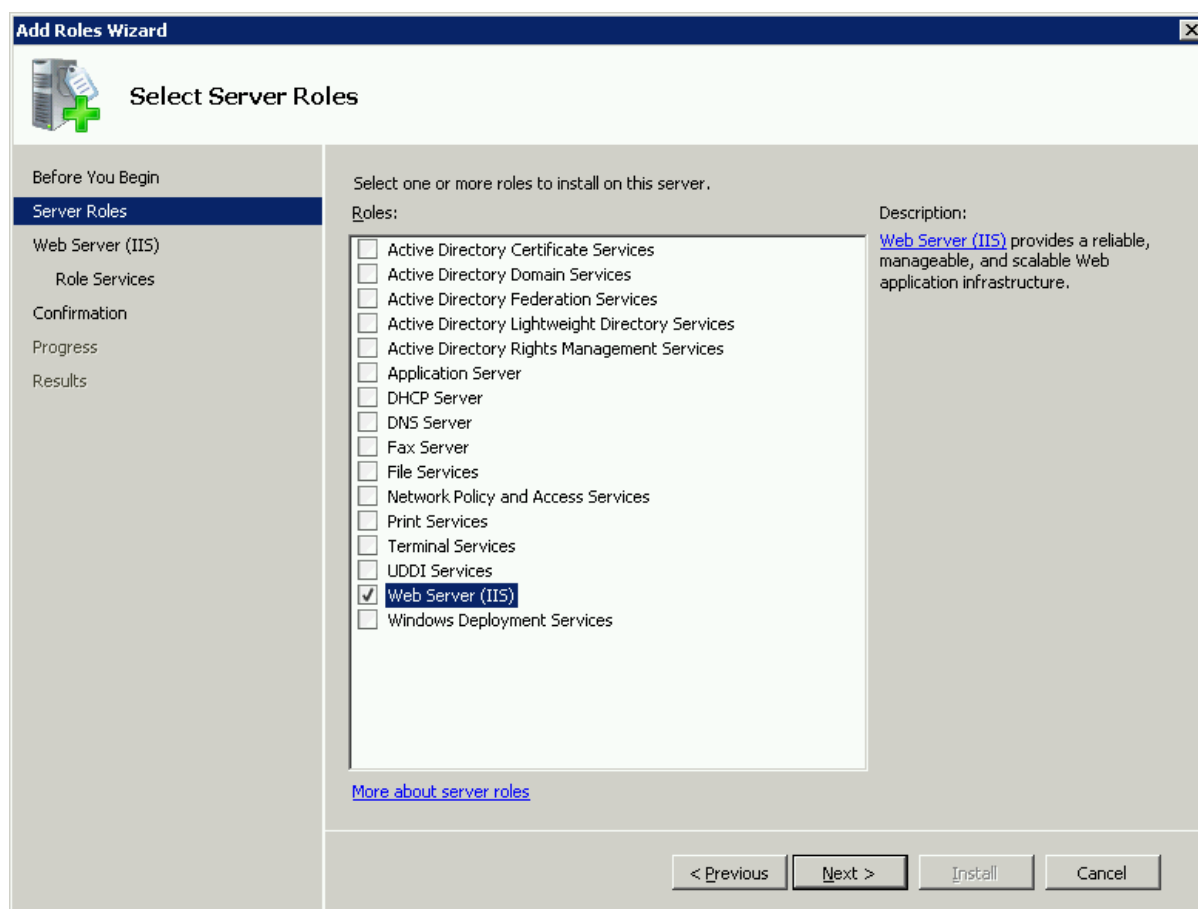 Add Roles Wizard
Select Server Roles
Before You Begin
Server Roles
Web Server (IIS)
Role Services
Confirmation
Progress
Results
Select one or more roles to install on this server.
Roles:
Active Directory Certificate Services
Active Directory Domain Services
Active Directory Federation Services
Active Directory Lightweight Directory Services
Active Directory Rights Management Services
Application Server
DHCP Server
DNS Server
Fax Server
File Services
Network Policy and Access Services
Print Services
Terminal Services
UDDI Services
Web Server (IIS)
Windows Deployment Services
More about server roles
Description:
Web Server (IIS) provides a reliable,
manageable, and scalable Web
application infrastructure.
< Previous
Next >
Install
Cancel